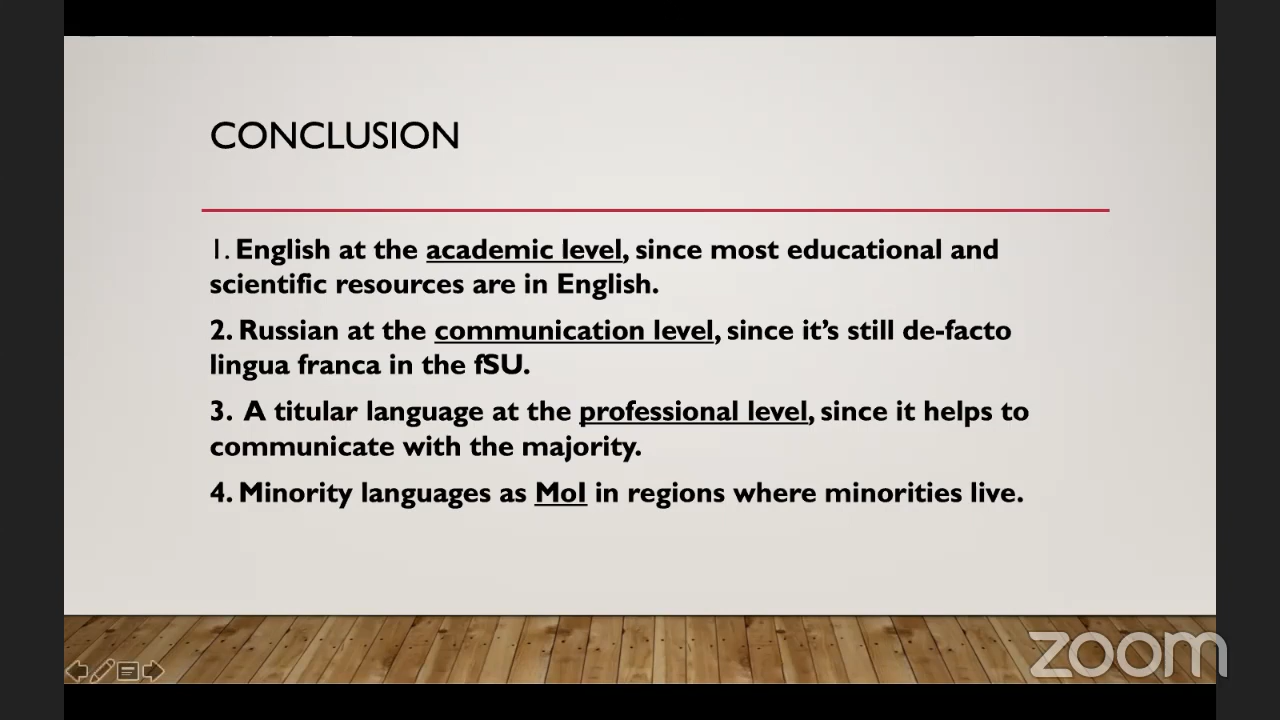 CONCLUSION
1. English at the academic level, since most educational and
scientific resources are in English.
2. Russian at the communication level, since it’s still de-facto
lingua franca in the fSU.
3.  A titular language at the professional level, since it helps to
communicate with the majority.
4. Minority languages as MoI in regions where minorities live.
zoom